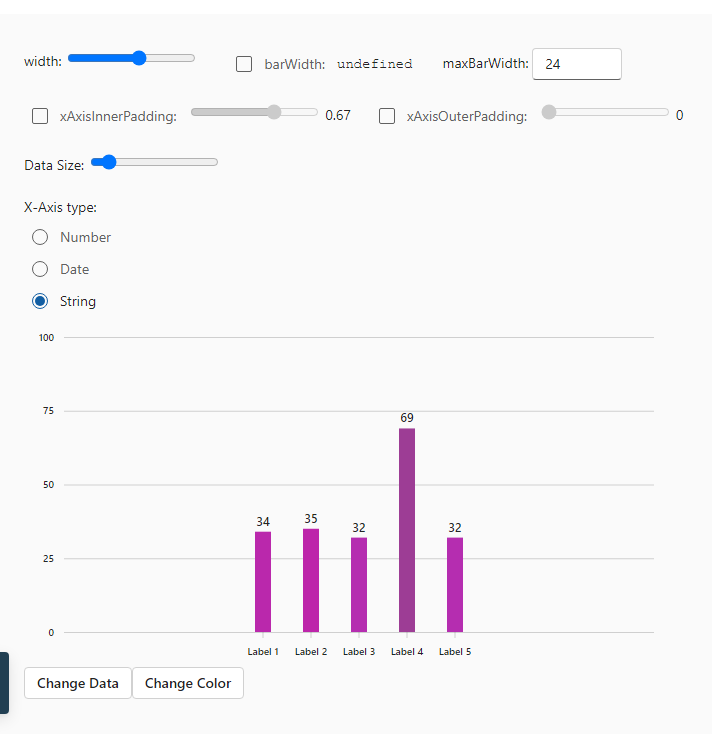 width: barWidth: undefined maxBarWidth: 24
xAxisInnerPadding: 0.67 xAxisOuterPadding: 0
Data Size:
X-Axis type:
Number
Date
String
100
75
69
50
34 35 32 32
25
0
Label 1 Label 2 Label 3 Label 4 Label 5
Change Data Change Color